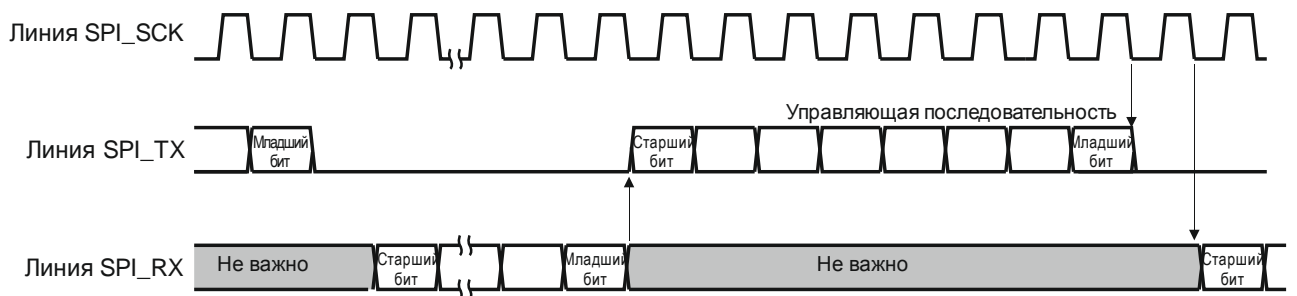 Линия SPI_SCK
Управляющая последовательность
Линия SPI_TX
Младший
бит
Старший
бит
Младший
бит
Линия SPI_RX
Не важно
Старший
бит
Младший
бит
Не важно
Старший
бит